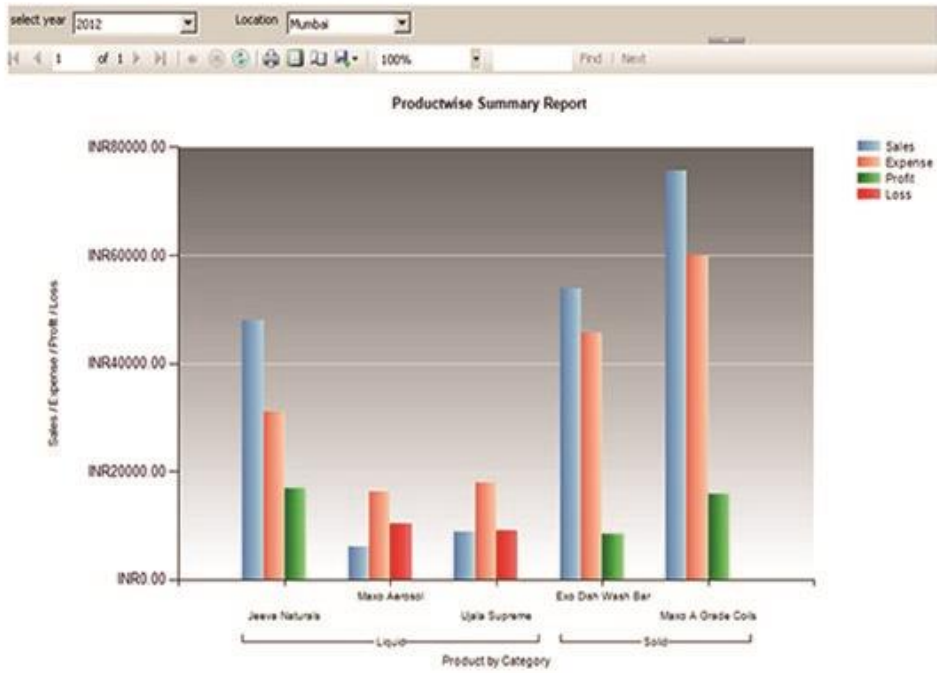 select year 2012 Location Mumbai
1 of 1 100% Find | Next
Productwise Summary Report
Sales
Expense
Profit
Loss
Sales / Expense / Profit / Loss
INR80000.00
INR60000.00
INR40000.00
INR20000.00
INR0.00
Maxo Aerosol Exo Dish Wash Bar
Jeeva Naturals Ujala Supreme Maxo A Grade Coils
Liquid Solid
Product by Category